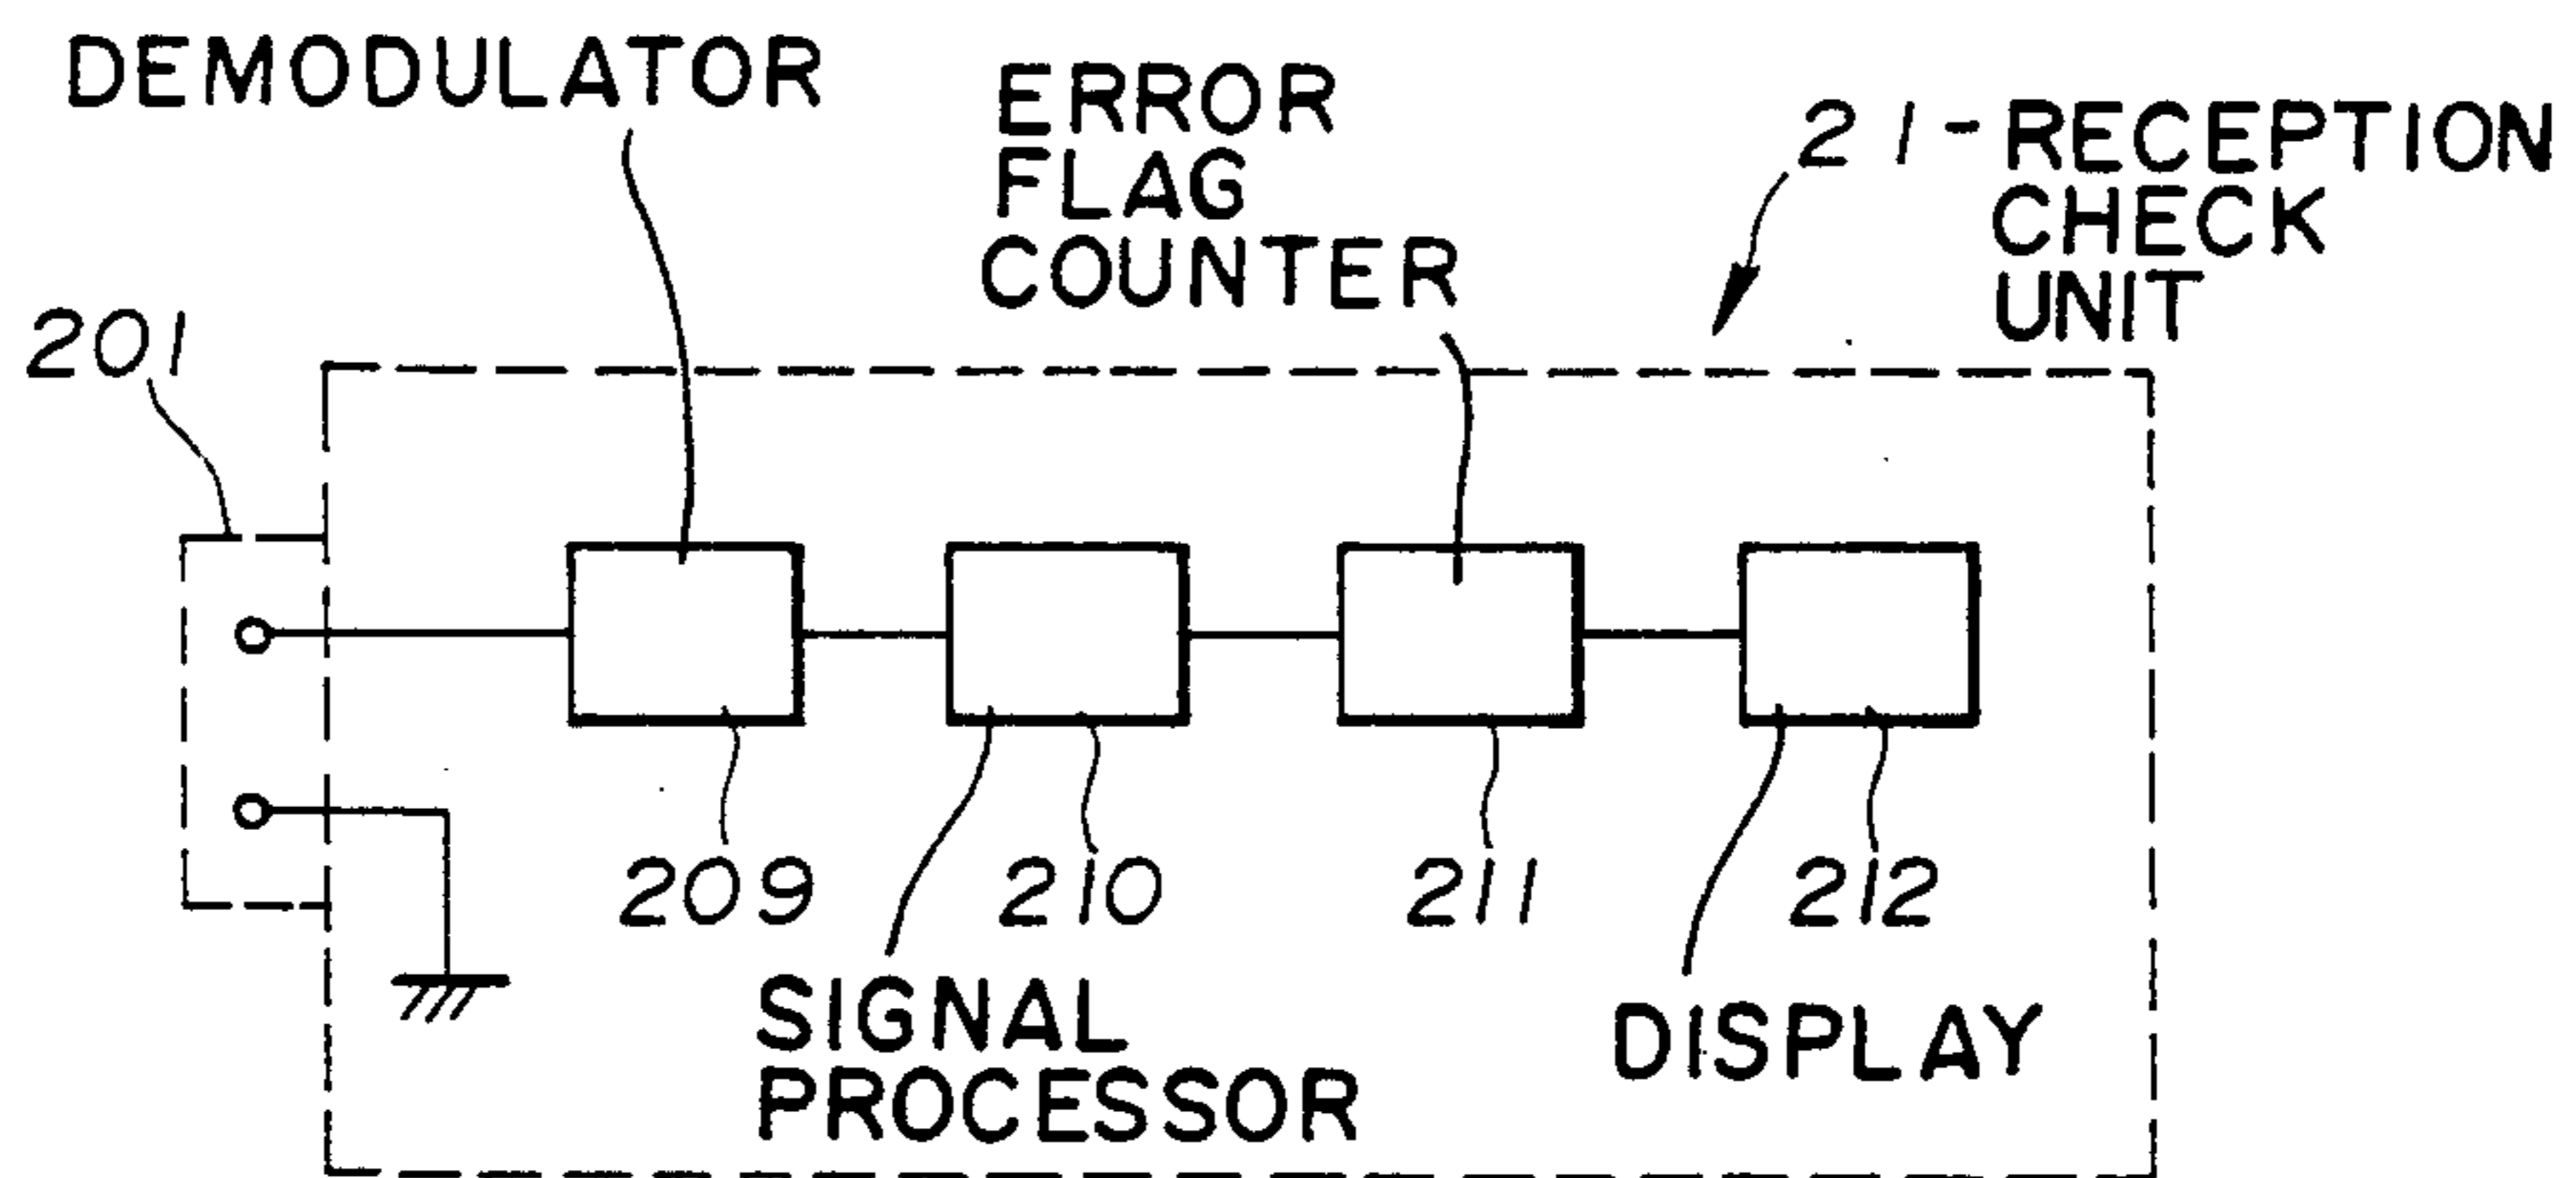 DEMODULATOR
ERROR
FLAG
COUNTER
21-RECEPTION
CHECK
UNIT
201
209
210
211
212
SIGNAL
PROCESSOR
DISPLAY